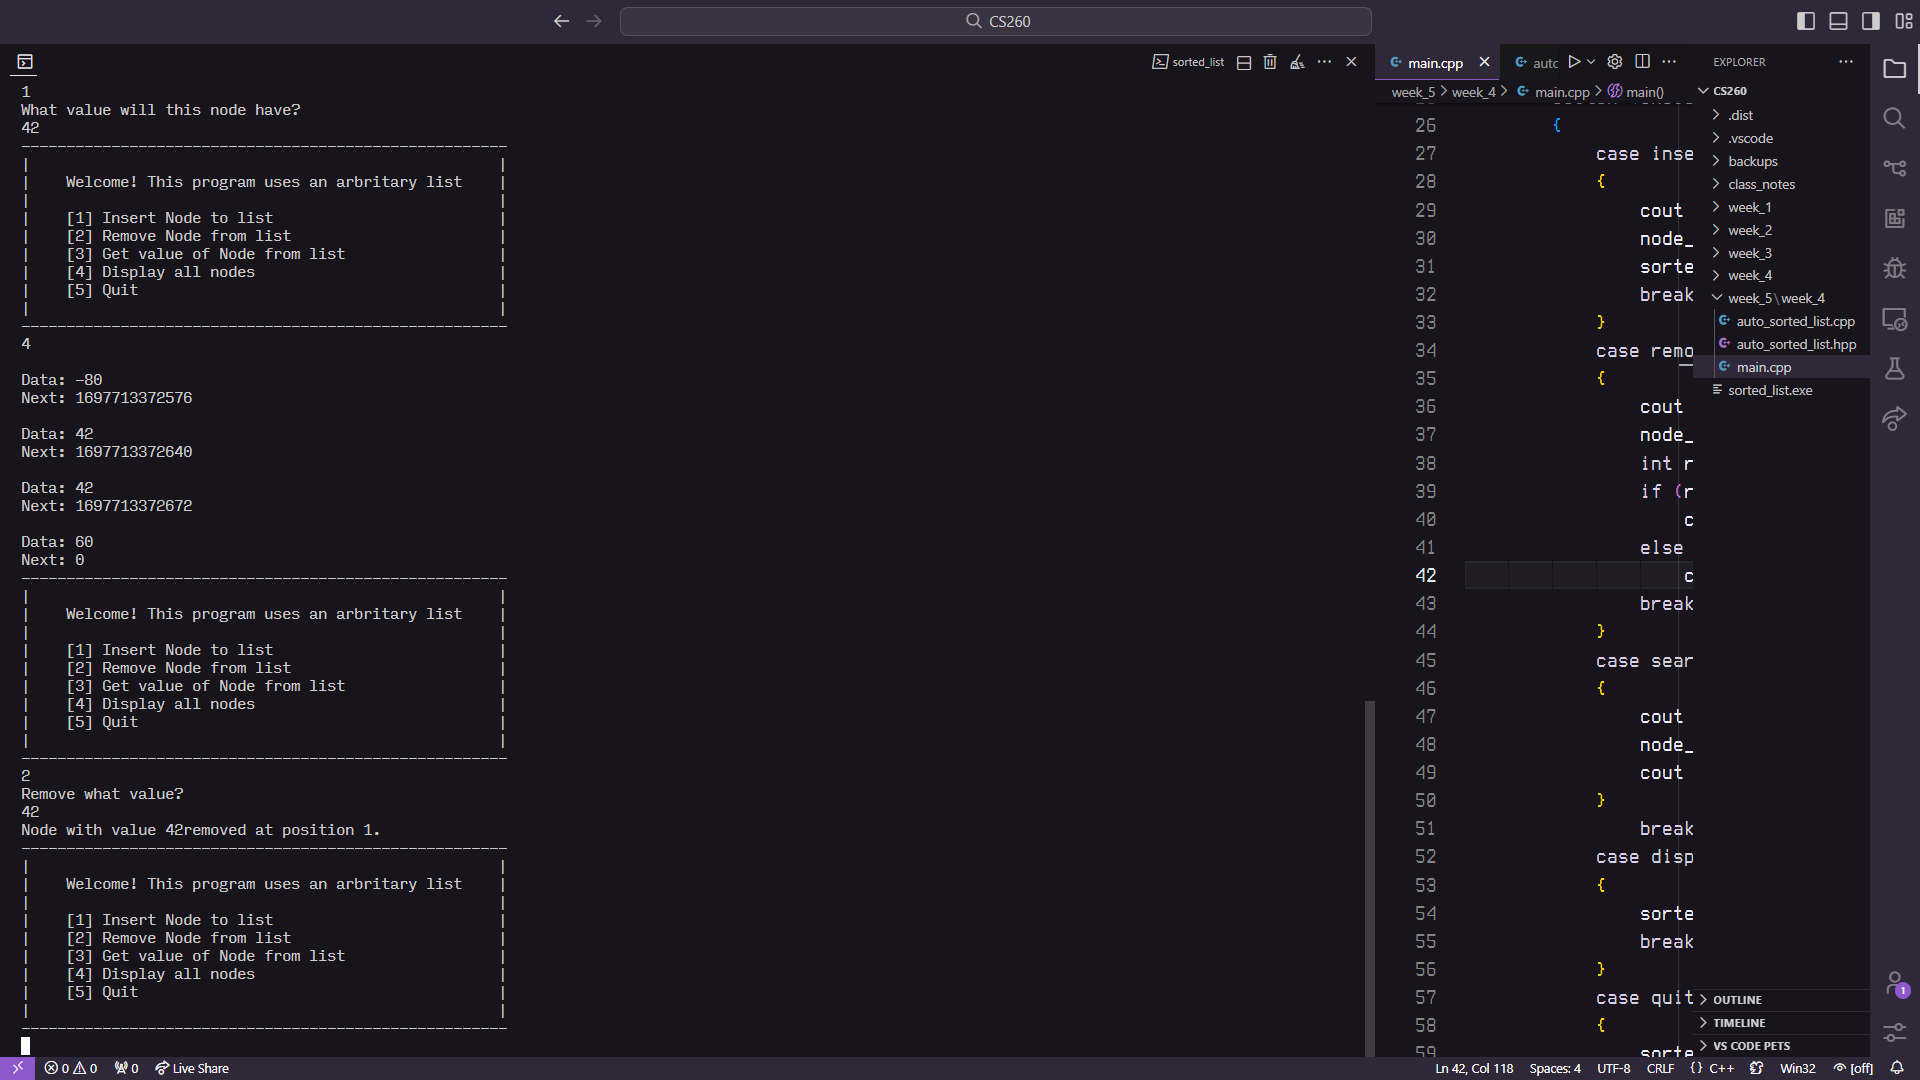 CS260
sorted_list
1
What value will this node have?
42
-------------------------------------------------------
| |
| Welcome! This program uses an arbritary list |
| |
| [1] Insert Node to list |
| [2] Remove Node from list |
| [3] Get value of Node from list |
| [4] Display all nodes |
| [5] Quit |
| |
-------------------------------------------------------
4
Data: -80
Next: 1697713372576
Data: 42
Next: 1697713372640
Data: 42
Next: 1697713372672
Data: 60
Next: 0
-------------------------------------------------------
| |
| Welcome! This program uses an arbritary list |
| |
| [1] Insert Node to list |
| [2] Remove Node from list |
| [3] Get value of Node from list |
| [4] Display all nodes |
| [5] Quit |
| |
-------------------------------------------------------
2
Remove what value?
42
Node with value 42removed at position 1.
-------------------------------------------------------
| |
| Welcome! This program uses an arbritary list |
| |
| [1] Insert Node to list |
| [2] Remove Node from list |
| [3] Get value of Node from list |
| [4] Display all nodes |
| [5] Quit |
| |
-------------------------------------------------------
main.cpp
auto
week_5 > week_4 > main.cpp > main()
26 {
27 case inse
28 {
29 cout
30 node_
31 sorte
32 break
33 }
34 case remo
35 {
36 cout
37 node_
38 int r
39 if (r
40 c
41 else
42 c
43 break
44 }
45 case sear
46 {
47 cout
48 node_
49 cout
50 }
51 break
52 case disp
53 {
54 sorte
55 break
56 }
57 case quit
58 {
59 sorte
EXPLORER
CS260
.dist
.vscode
backups
class_notes
week_1
week_2
week_3
week_4
week_5\week_4
auto_sorted_list.cpp
auto_sorted_list.hpp
main.cpp
sorted_list.exe
OUTLINE
TIMELINE
VS CODE PETS
1
0 0 0 Live Share
Ln 42, Col 118 Spaces: 4 UTF-8 CRLF {} C++ Win32 [off]